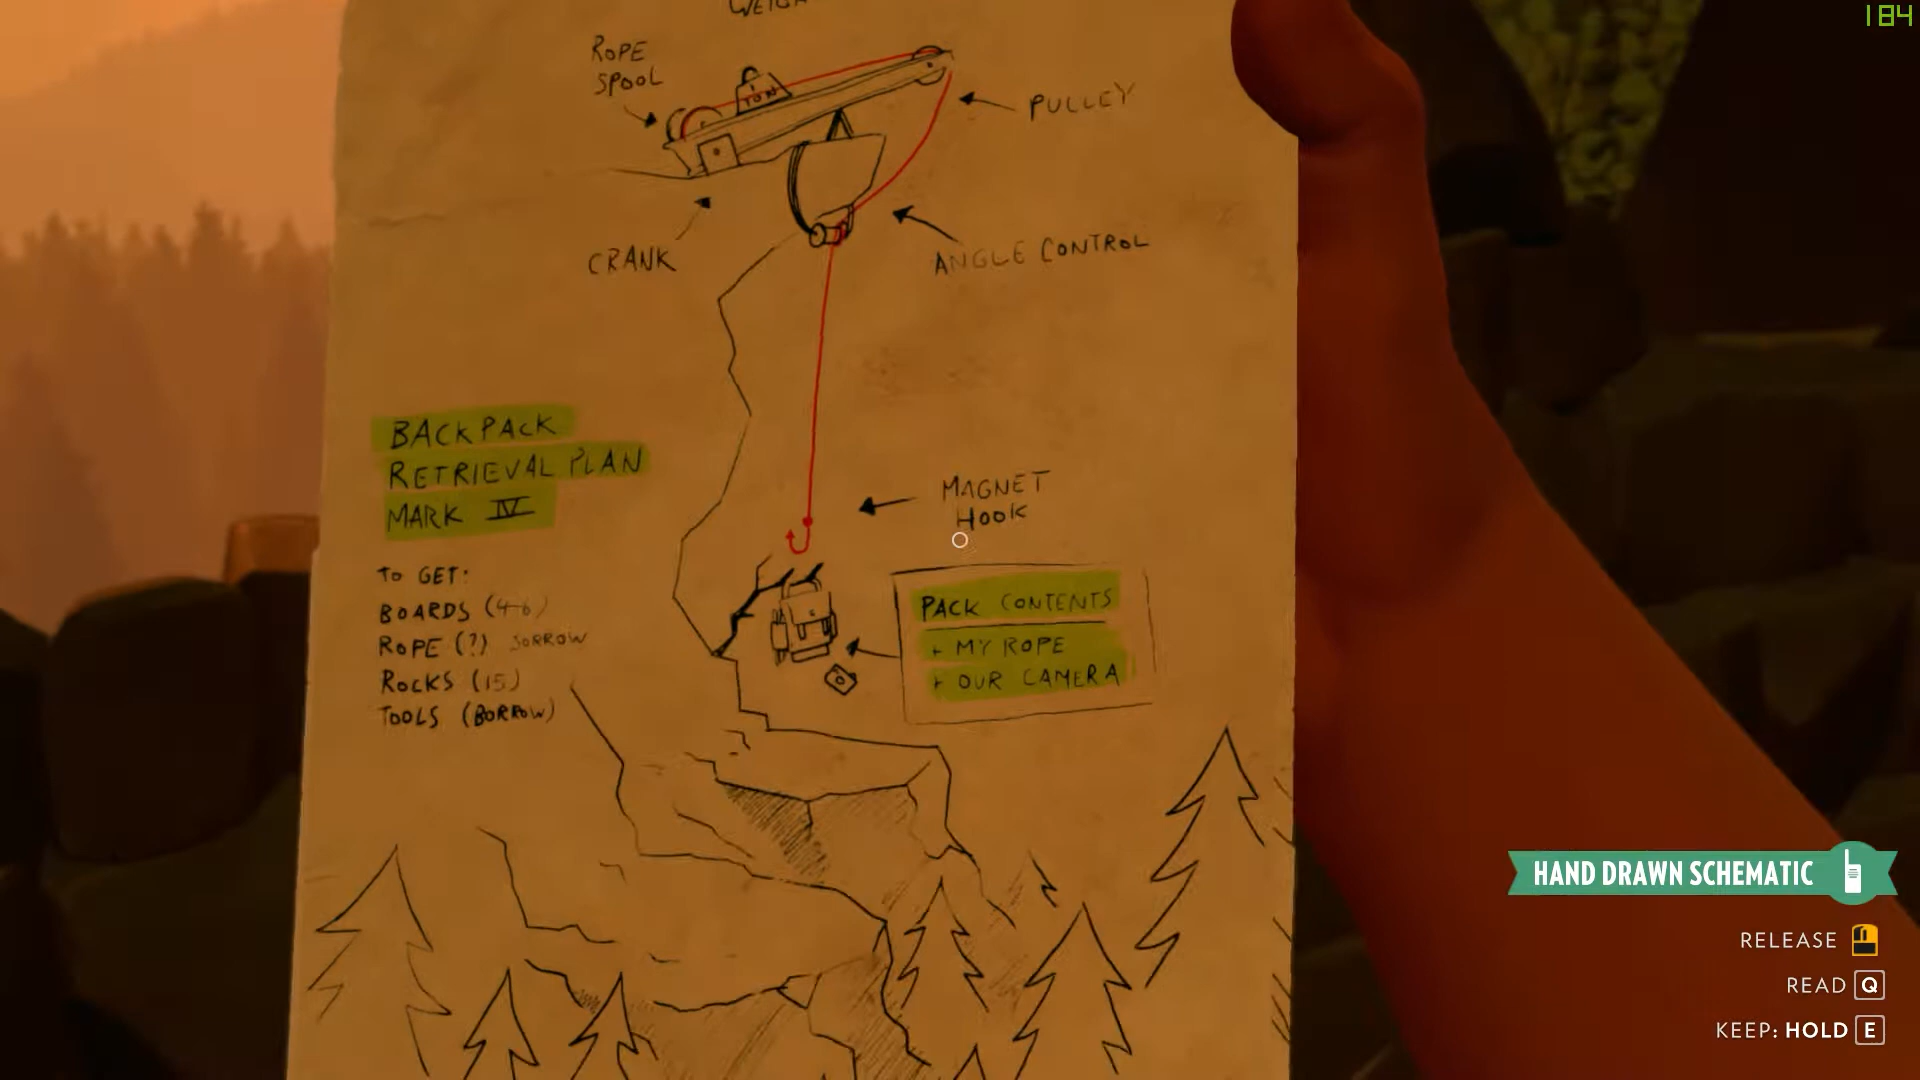 184
ROPE
SPOOL
TON
PULLEY
CRANK
ANGLE CONTROL
BACKPACK
RETRIEVAL PLAN
MARK IV
MAGNET
HOOK
TO GET:
BOARDS (4-6)
ROPE (?)
ROCKS (15)
TOOLS (BORROW)
PACK CONTENTS
+ MY ROPE
+ OUR CAMERA
HAND DRAWN SCHEMATIC
RELEASE
READ Q
KEEP: HOLD E